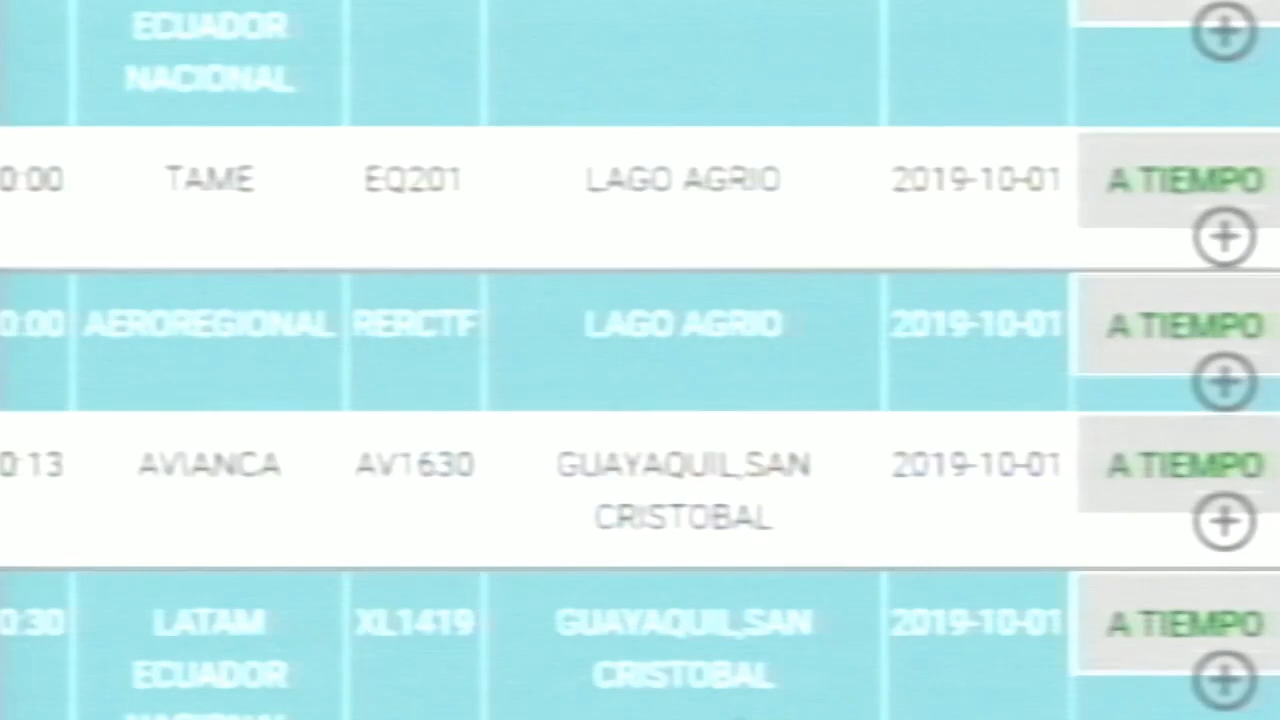 ECUADOR
NACIONAL
0:00 TAME EQ201 LAGO AGRIO 2019-10-01 A TIEMPO
0:00 AEROREGIONAL RERCTF LAGO AGRIO 2019-10-01 A TIEMPO
0:13 AVIANCA AV1630 GUAYAQUIL,SAN 2019-10-01 A TIEMPO
CRISTOBAL
0:30 LATAM XL1419 GUAYAQUIL,SAN 2019-10-01 A TIEMPO
ECUADOR CRISTOBAL